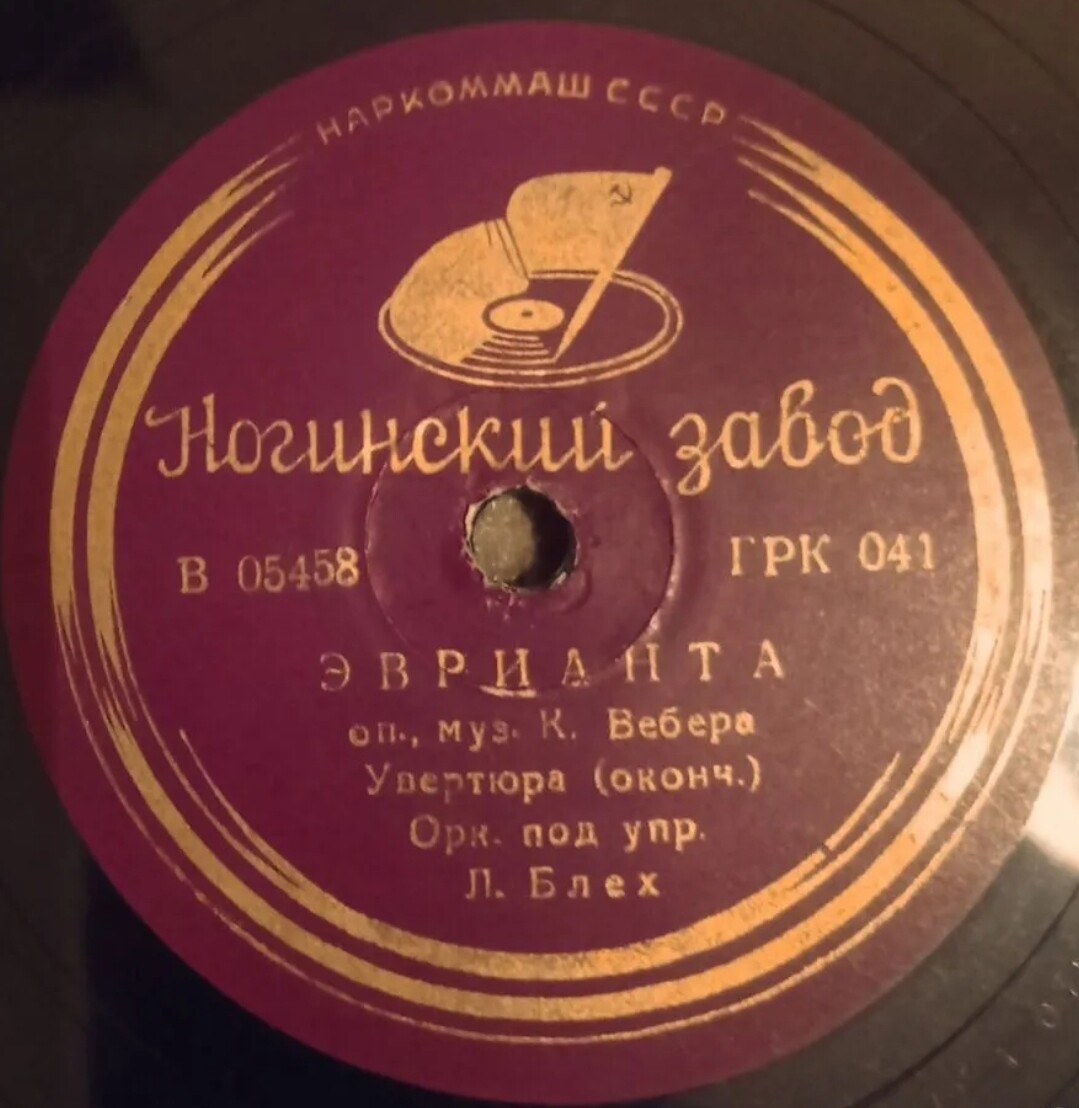 НАРКОММАШ СССР
Ногинский завод
В 05458 ГРК 041
ЭВРИАНТА
оп., муз. К. Вебера
Увертюра (оконч.)
Орк. под упр.
Л. Блех